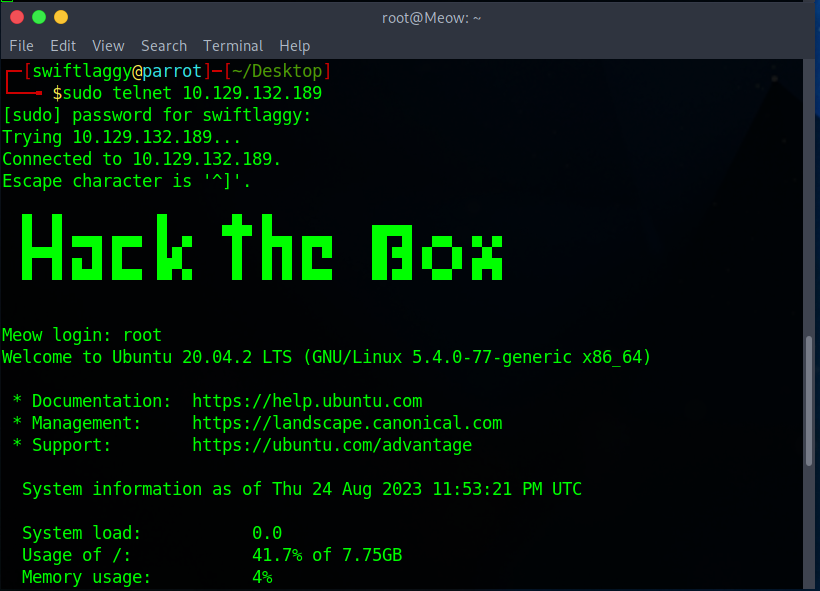 root@Meow: ~
File Edit View Search Terminal Help
┌─[swiftlaggy@parrot]─[~/Desktop]
└──╼ $sudo telnet 10.129.132.189
[sudo] password for swiftlaggy:
Trying 10.129.132.189...
Connected to 10.129.132.189.
Escape character is '^]'.
Hack the Box
Meow login: root
Welcome to Ubuntu 20.04.2 LTS (GNU/Linux 5.4.0-77-generic x86_64)
* Documentation:  https://help.ubuntu.com
* Management:     https://landscape.canonical.com
* Support:        https://ubuntu.com/advantage
System information as of Thu 24 Aug 2023 11:53:21 PM UTC
System load:           0.0
Usage of /:            41.7% of 7.75GB
Memory usage:          4%